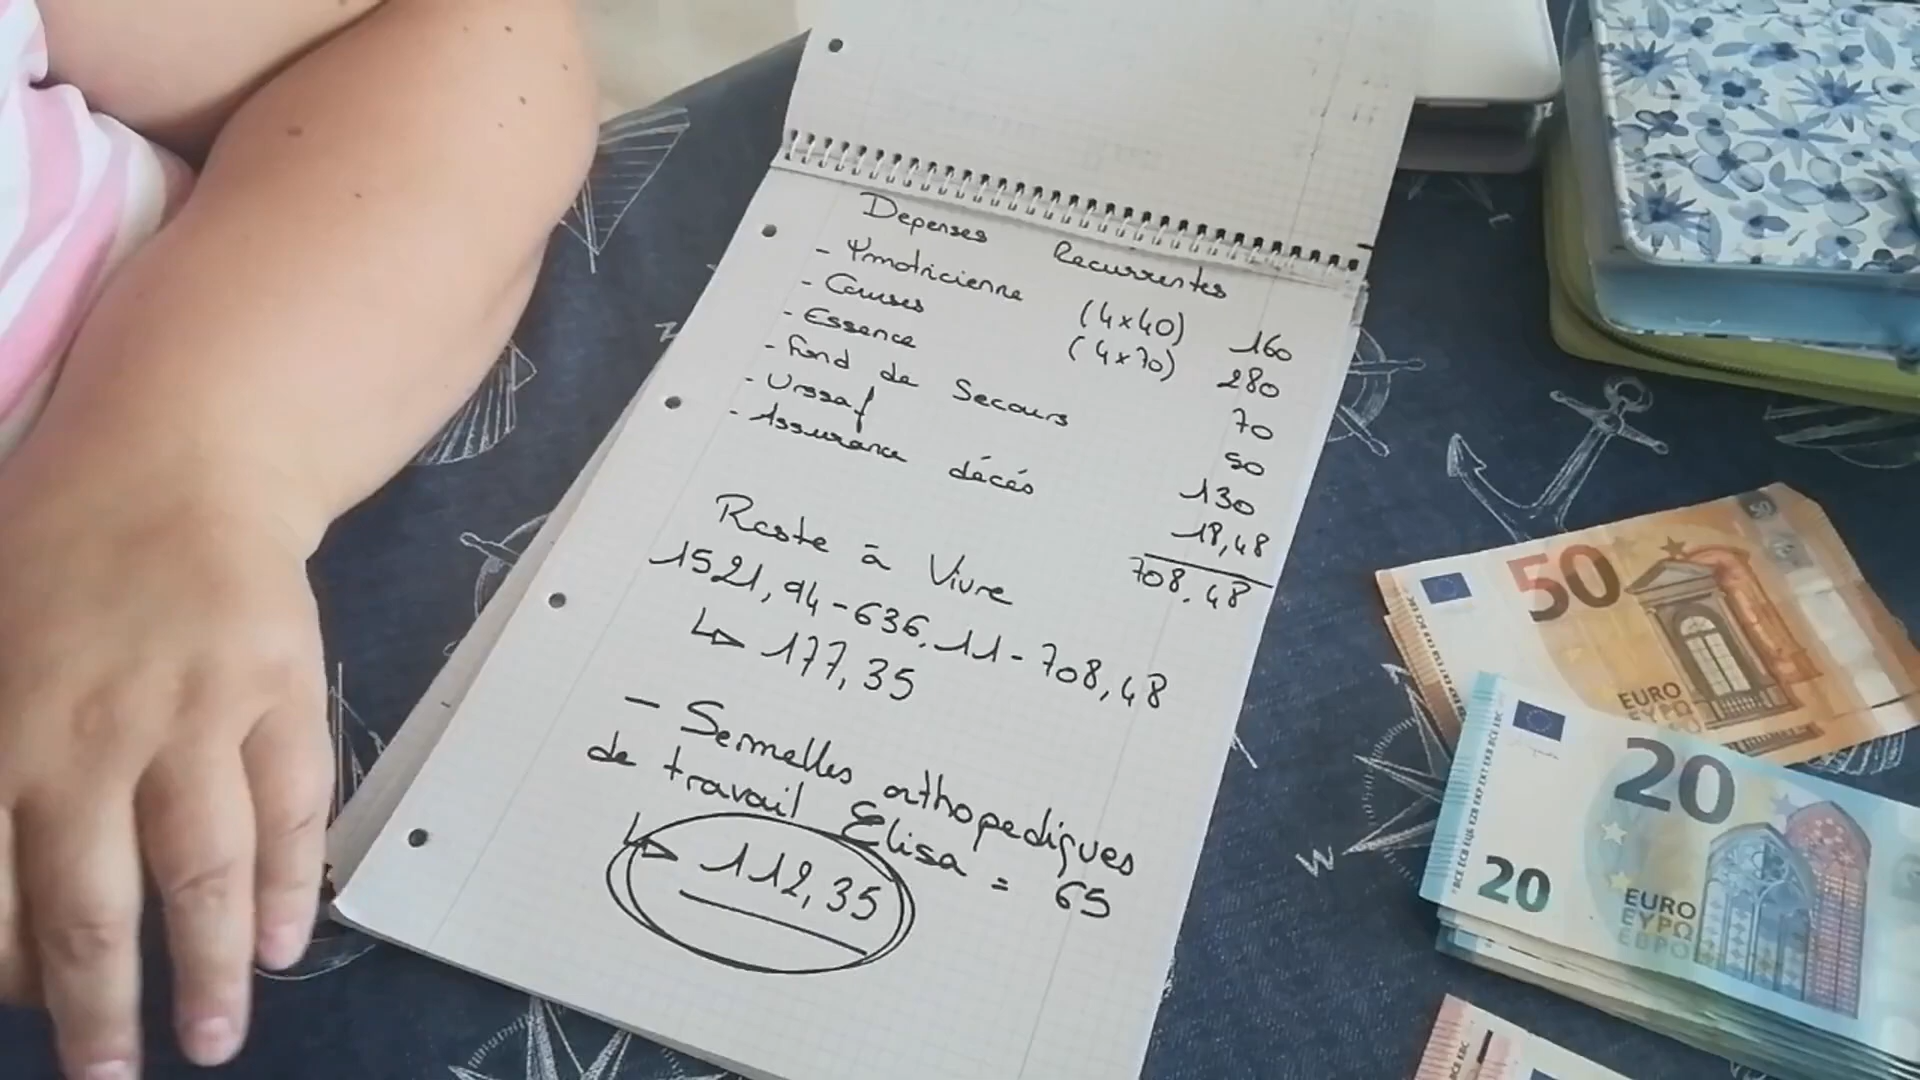 Depenses Recurrentes
- Psmotricienne (4x40) 160
- Courses (4x70) 280
- Essence 70
- Fond de Secours 50
- Urssaf 130
- Assurance décés 18,48
708.48
Reste à Vivre
1521,94-636.11-708,48
↳ 177,35
- Semelles orthopediques
de travail Elisa = 65
↳ 112,35
50
EURO
ΕΥΡΩ
20
20
EURO
ΕΥΡΩ
ЕВРО
W